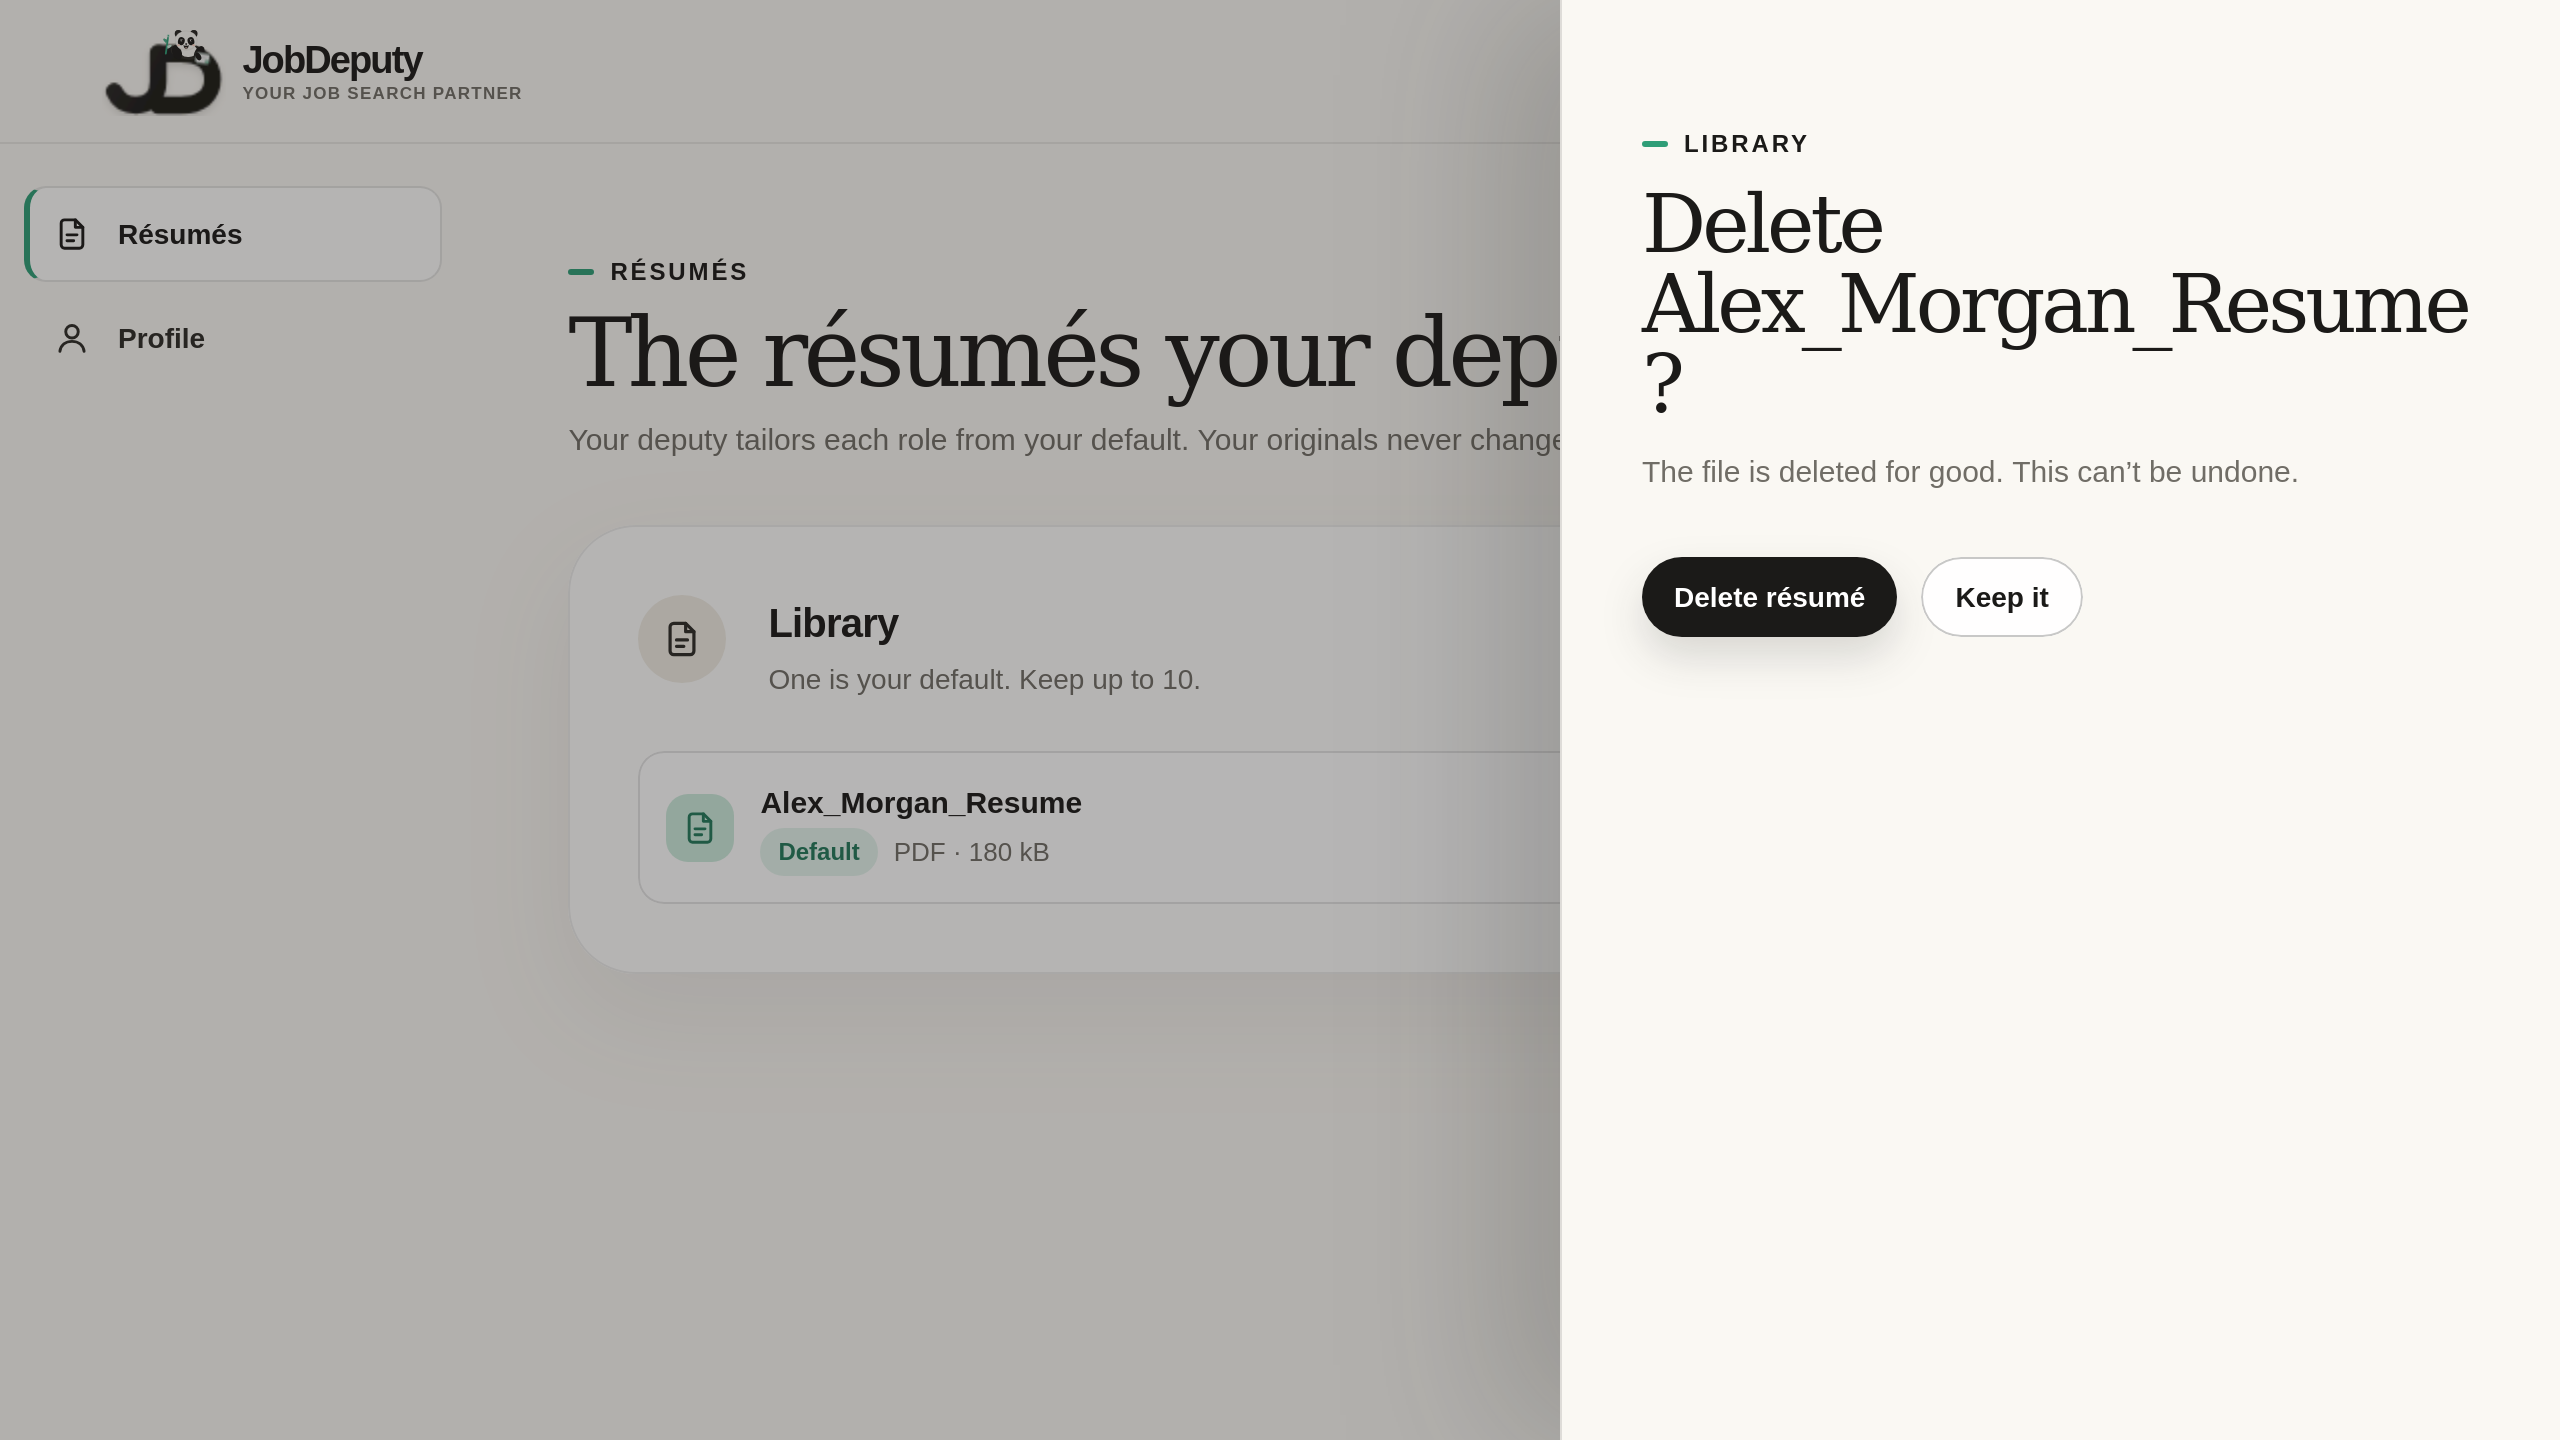 JobDeputy
YOUR JOB SEARCH PARTNER
Résumés
Profile
RÉSUMÉS
The résumés your dep
Your deputy tailors each role from your default. Your originals never change
Library
One is your default. Keep up to 10.
Alex_Morgan_Resume
Default PDF · 180 kB
LIBRARY
Delete
Alex_Morgan_Resume
?
The file is deleted for good. This can’t be undone.
Delete résumé Keep it